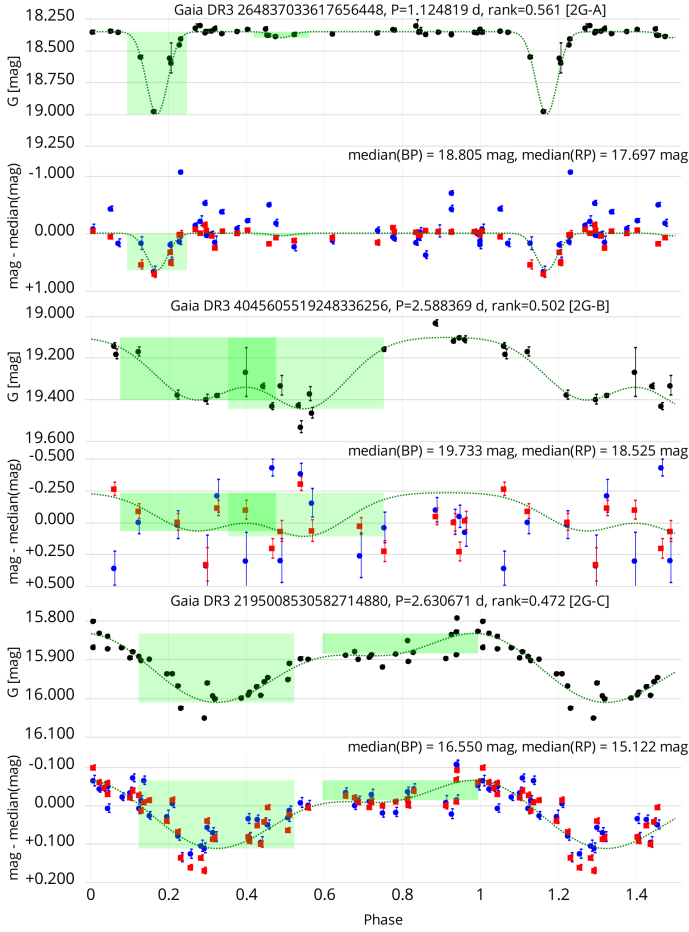 Gaia DR3 264837033617656448, P=1.124819 d, rank=0.561 [2G-A]
18.250
18.500
18.750
19.000
19.250
G [mag]
median(BP) = 18.805 mag, median(RP) = 17.697 mag
-1.000
0.000
+1.000
mag - median(mag)
Gaia DR3 4045605519248336256, P=2.588369 d, rank=0.502 [2G-B]
19.000
19.200
19.400
19.600
G [mag]
median(BP) = 19.733 mag, median(RP) = 18.525 mag
-0.500
-0.250
0.000
+0.250
+0.500
mag - median(mag)
Gaia DR3 2195008530582714880, P=2.630671 d, rank=0.472 [2G-C]
15.800
15.900
16.000
16.100
G [mag]
median(BP) = 16.550 mag, median(RP) = 15.122 mag
-0.100
0.000
+0.100
+0.200
mag - median(mag)
0 0.2 0.4 0.6 0.8 1 1.2 1.4
Phase